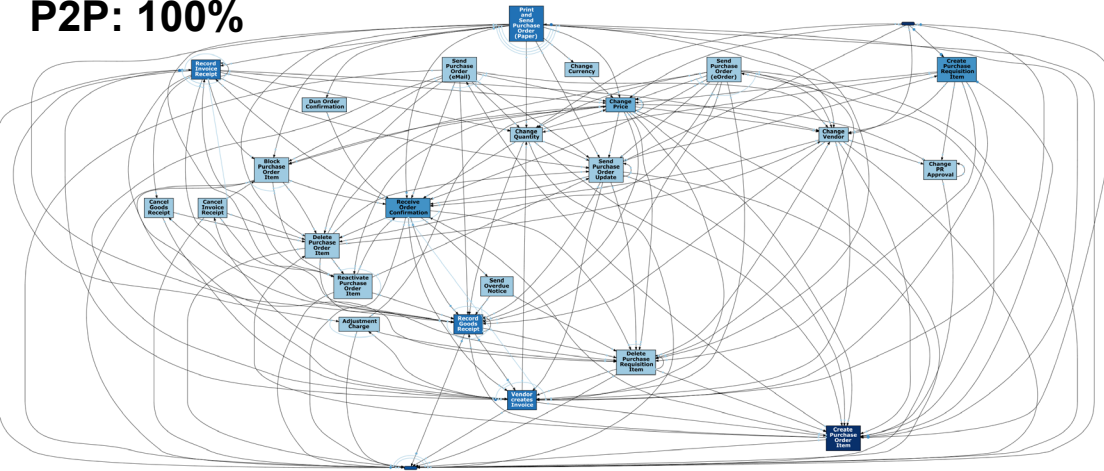 P2P: 100%
Print
and
Send
Purchase
Order
(Paper)
Record
Invoice
Receipt
Send
Purchase
Order
(eMail)
Change
Currency
Send
Purchase
Order
(eOrder)
Create
Purchase
Requisition
Item
Dun Order
Confirmation
Change
Price
Change
Quantity
Change
Vendor
Block
Purchase
Order
Item
Send
Purchase
Order
Update
Change
PR
Approval
Cancel
Goods
Receipt
Cancel
Invoice
Receipt
Receive
Order
Confirmation
Delete
Purchase
Order
Item
Reactivate
Purchase
Order
Item
Send
Overdue
Notice
Adjustment
Charge
Record
Goods
Receipt
Delete
Purchase
Requisition
Item
Vendor
creates
Invoice
Create
Purchase
Order
Item